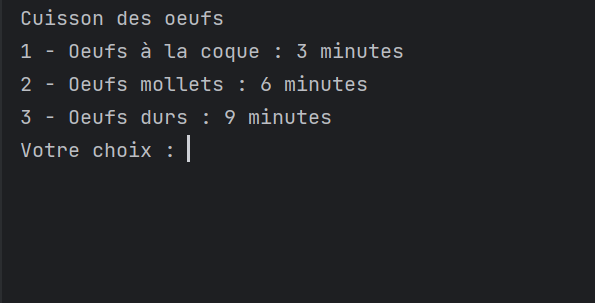 Cuisson des oeufs
1 - Oeufs à la coque : 3 minutes
2 - Oeufs mollets : 6 minutes
3 - Oeufs durs : 9 minutes
Votre choix :